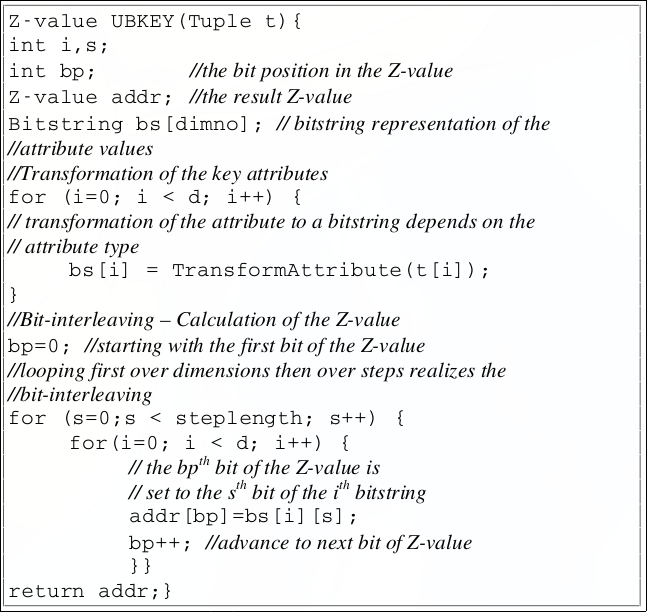 Z-value UBKEY(Tuple t){
int i,s;
int bp; //the bit position in the Z-value
Z-value addr; //the result Z-value
Bitstring bs[dimno]; // bitstring representation of the
//attribute values
//Transformation of the key attributes
for (i=0; i < d; i++) {
// transformation of the attribute to a bitstring depends on the
// attribute type
bs[i] = TransformAttribute(t[i]);
}
//Bit-interleaving – Calculation of the Z-value
bp=0; //starting with the first bit of the Z-value
//looping first over dimensions then over steps realizes the
//bit-interleaving
for (s=0;s < steplength; s++) {
for(i=0; i < d; i++) {
// the bpth bit of the Z-value is
// set to the sth bit of the ith bitstring
addr[bp]=bs[i][s];
bp++; //advance to next bit of Z-value
}}
return addr;}